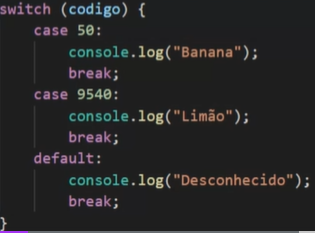 switch (codigo) {
    case 50:
        console.log("Banana");
        break;
    case 9540:
        console.log("Limão");
        break;
    default:
        console.log("Desconhecido");
        break;
}